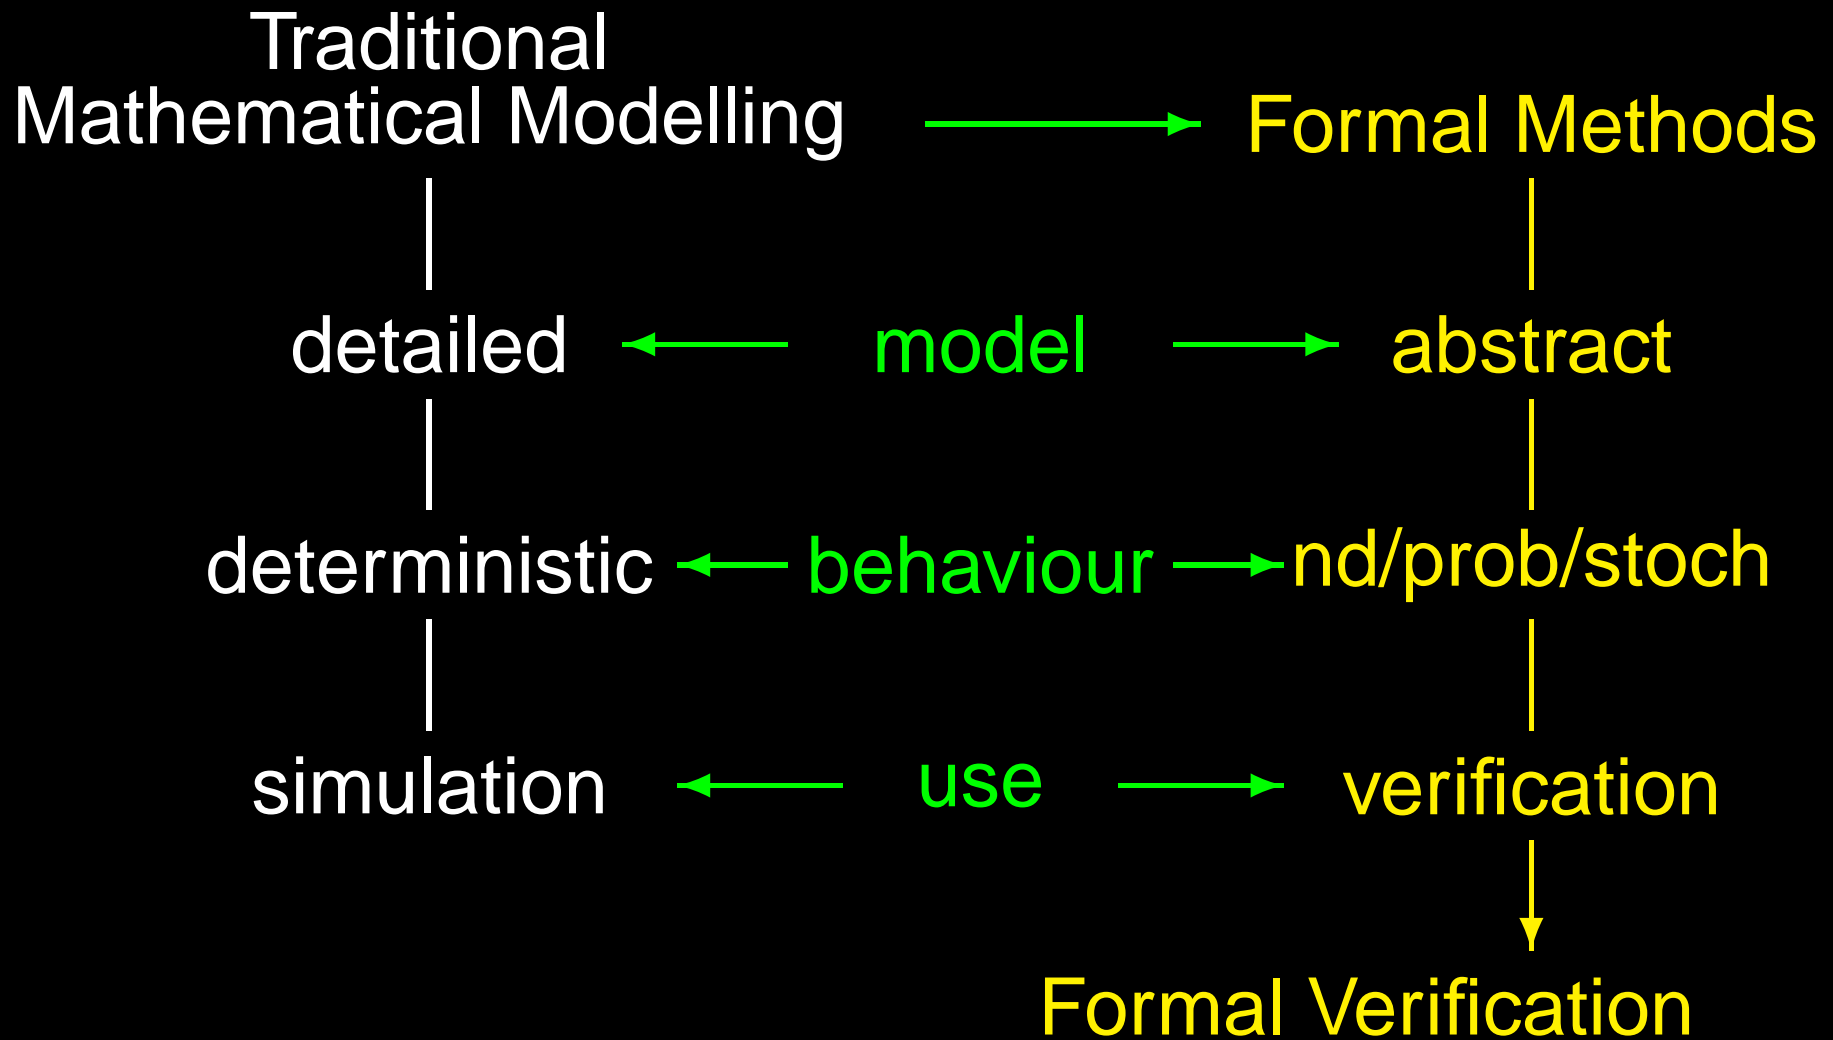 Traditional
Mathematical Modelling
Formal Methods
detailed
model
abstract
deterministic
behaviour
nd/prob/stoch
simulation
use
verification
Formal Verification